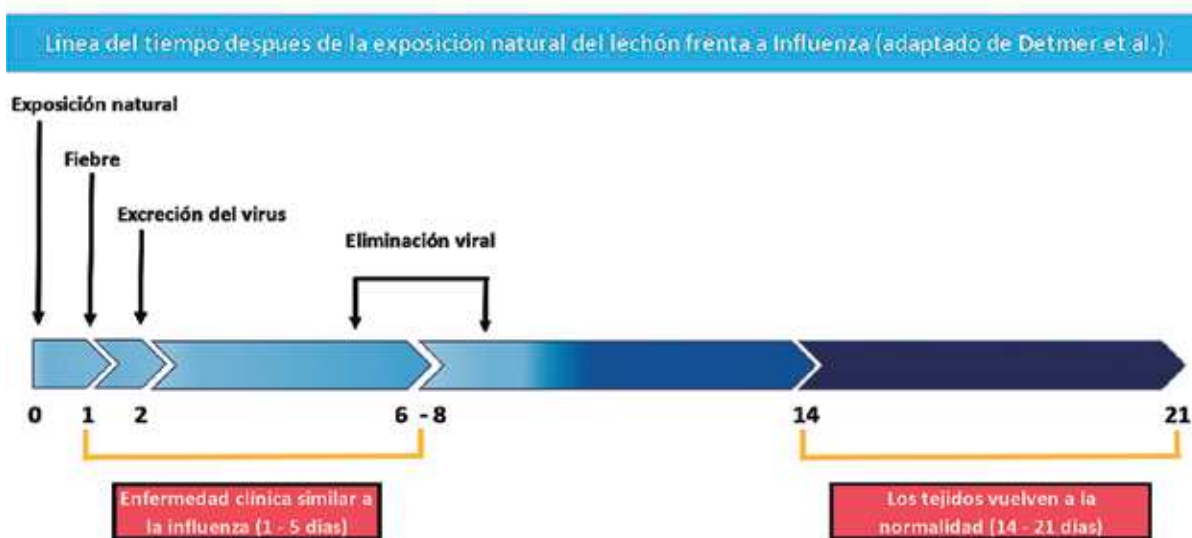 Linea del tiempo despues de la exposición natural del lechón frente a Influenza (adaptado de Detmer et al.)
Exposición natural
Fiebre
Excreción del virus
Eliminación viral
0 1 2 6 - 8 14 21
Enfermedad clínica similar a
la influenza (1 - 5 días)
Los tejidos vuelven a la
normalidad (14 - 21 días)